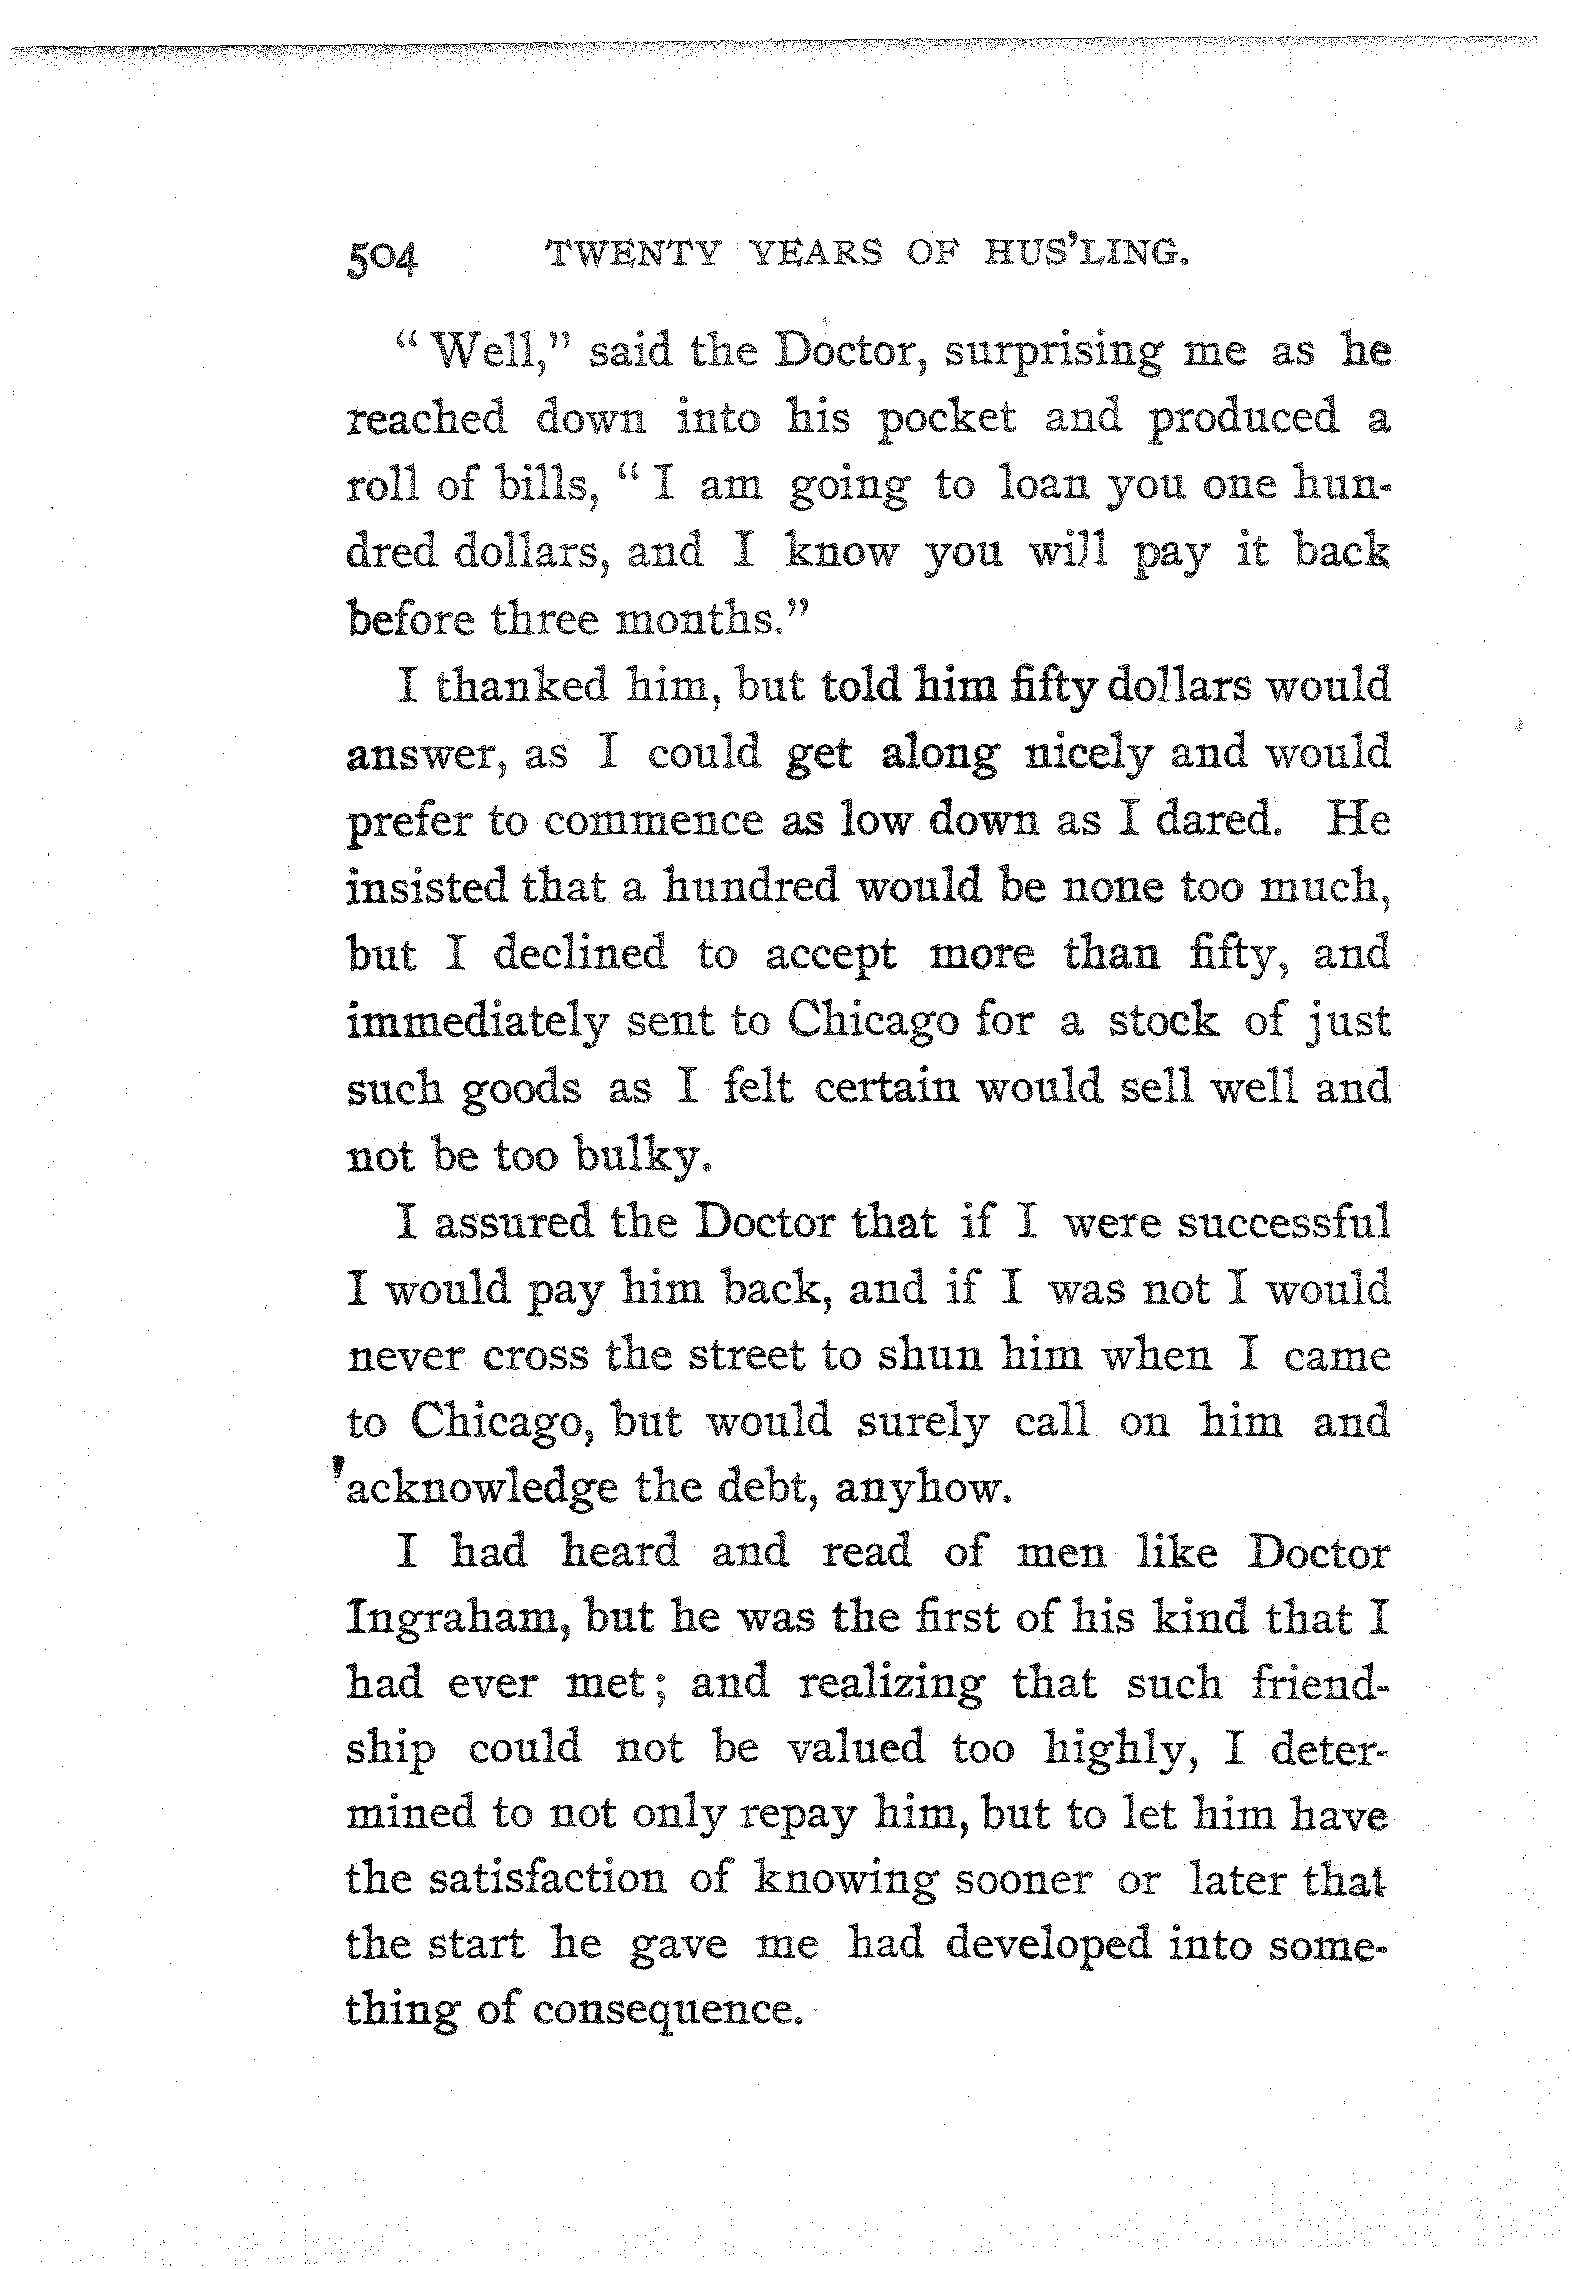 504 TWENTY YEARS OF HUS'LING.
“ Well,” said the Doctor, surprising me as he
reached down into his pocket and produced a
roll of bills, “ I am going to loan you one hun-
dred dollars, and I know you will pay it back
before three months.”
I thanked him, but told him fifty dollars would
answer, as I could get along nicely and would
prefer to commence as low down as I dared. He
insisted that a hundred would be none too much,
but I declined to accept more than fifty, and
immediately sent to Chicago for a stock of just
such goods as I felt certain would sell well and
not be too bulky.
I assured the Doctor that if I were successful
I would pay him back, and if I was not I would
never cross the street to shun him when I came
to Chicago, but would surely call on him and
'acknowledge the debt, anyhow.
I had heard and read of men like Doctor
Ingraham, but he was the first of his kind that I
had ever met; and realizing that such friend-
ship could not be valued too highly, I deter-
mined to not only repay him, but to let him have
the satisfaction of knowing sooner or later that
the start he gave me had developed into some-
thing of consequence.